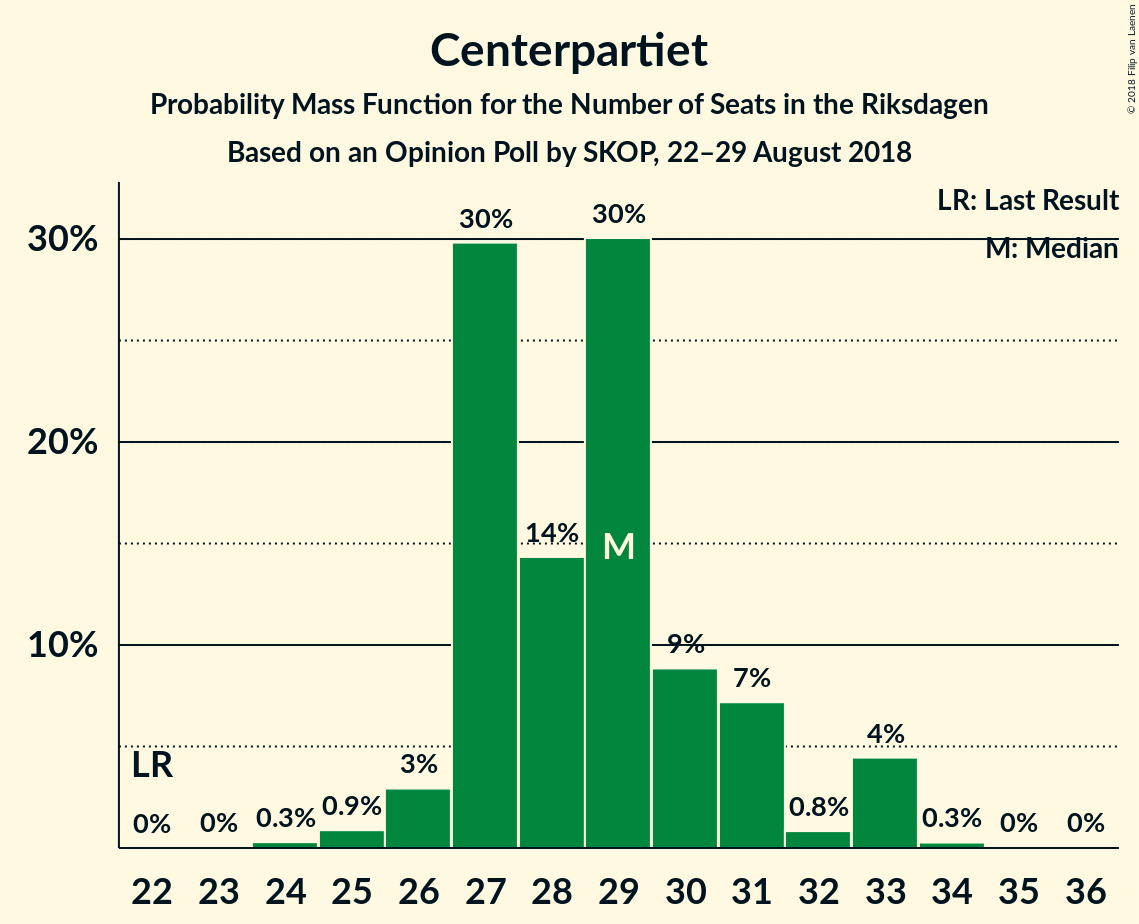 Centerpartiet
Probability Mass Function for the Number of Seats in the Riksdagen
Based on an Opinion Poll by SKOP, 22–29 August 2018
© 2018 Filip van Laenen
LR: Last Result
M: Median
30%
20%
10%
30%
30%
14%
M
9%
7%
4%
LR
3%
0%
0%
0.3%
0.9%
0.8%
0.3%
0%
0%
22 23 24 25 26 27 28 29 30 31 32 33 34 35 36